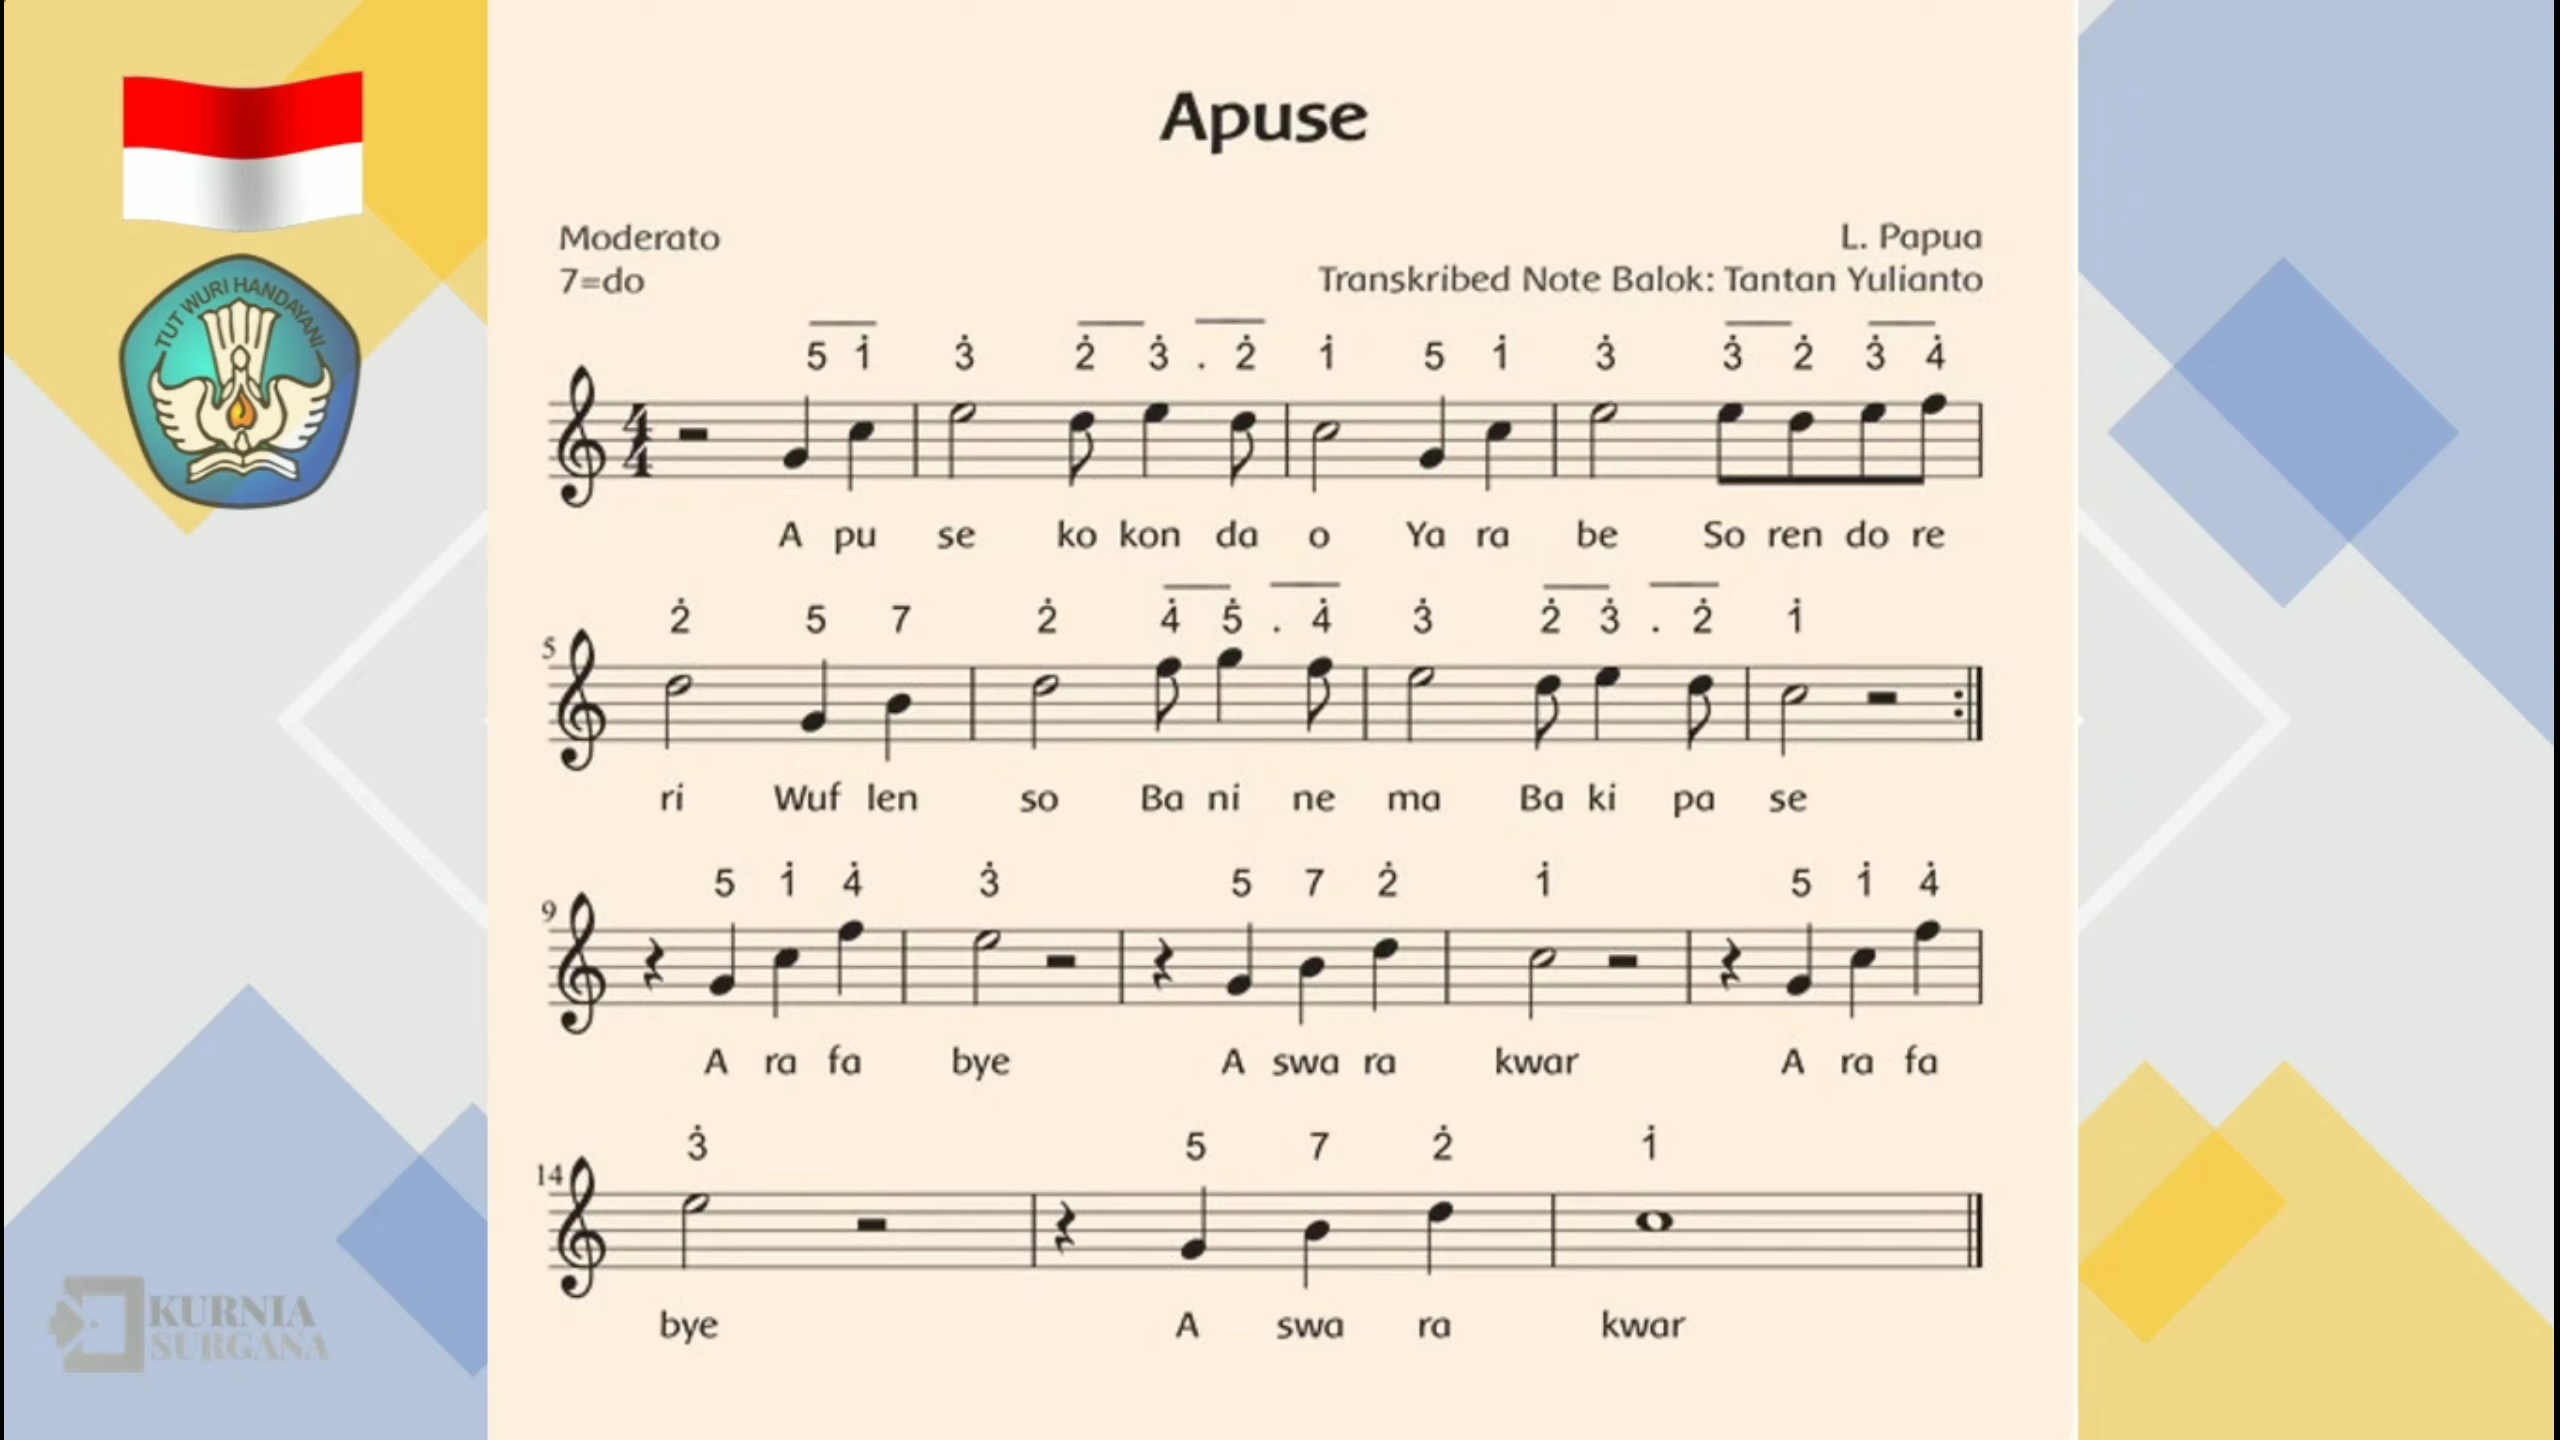 Apuse
Moderato
L. Papua
7=do
Transkribed Note Balok: Tantan Yulianto
TUT WURI HANDAYANI
5 1̇ 3̇ 2̇ 3̇ . 2̇ 1̇ 5 1̇ 3̇ 3̇ 2̇ 3̇ 4̇
4
4
A pu se ko kon da o Ya ra be So ren do re
2̇ 5 7 2̇ 4̇ 5̇ . 4̇ 3̇ 2̇ 3̇ . 2̇ 1̇
5
ri Wuf len so Ba ni ne ma Ba ki pa se
5 1̇ 4̇ 3̇ 5 7 2̇ 1̇ 5 1̇ 4̇
9
A ra fa bye A swa ra kwar A ra fa
3̇ 5 7 2̇ 1̇
14
bye A swa ra kwar
KURNIA
SURGANA